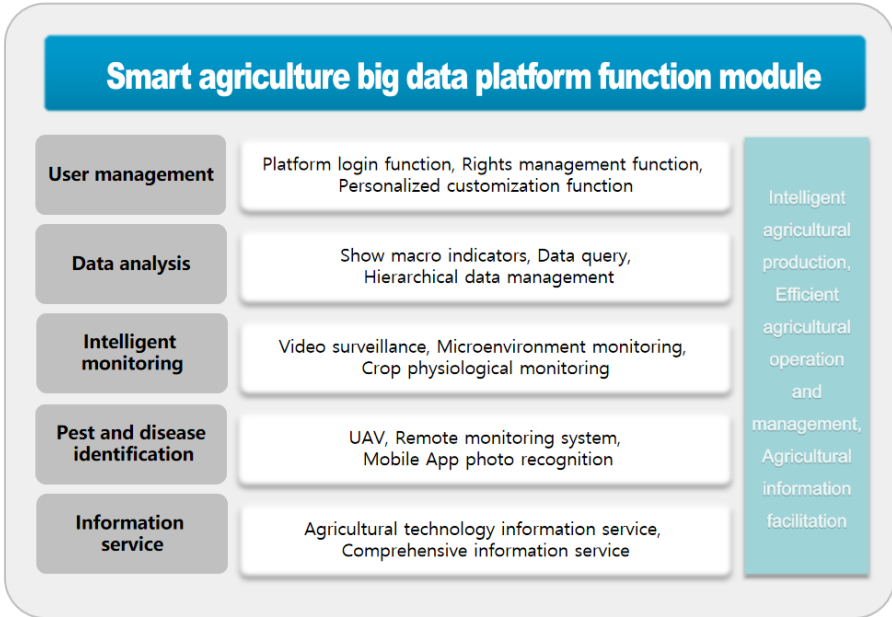 Smart agriculture big data platform function module
User management
Platform login function, Rights management function,
Personalized customization function
Data analysis
Show macro indicators, Data query,
Hierarchical data management
Intelligent
monitoring
Video surveillance, Microenvironment monitoring,
Crop physiological monitoring
Pest and disease
identification
UAV, Remote monitoring system,
Mobile App photo recognition
Information
service
Agricultural technology information service,
Comprehensive information service
Intelligent
agricultural
production,
Efficient
agricultural
operation
and
management,
Agricultural
information
facilitation